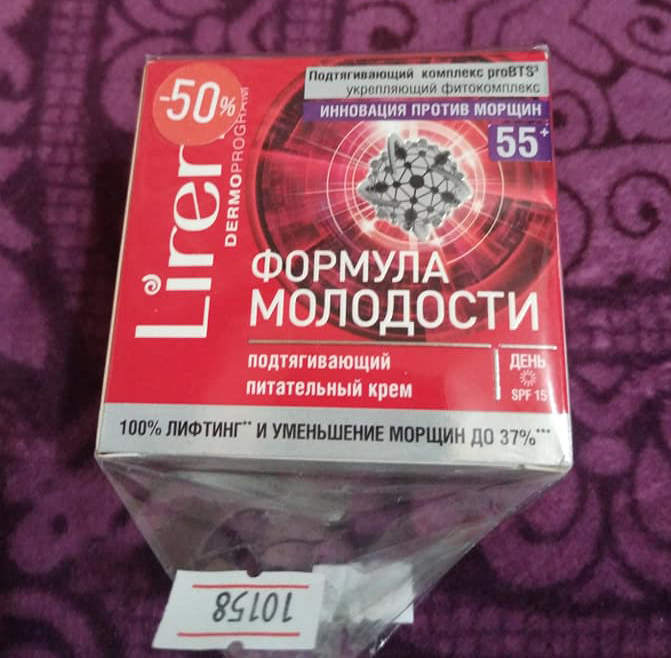 -50%
Подтягивающий комплекс proBTS³
укрепляющий фитокомплекс
ИННОВАЦИЯ ПРОТИВ МОРЩИН
55+
DERMOPROGRAM
ФОРМУЛА
МОЛОДОСТИ
подтягивающий
питательный крем
ДЕНЬ
SPF 15
100% ЛИФТИНГ** И УМЕНЬШЕНИЕ МОРЩИН ДО 37%***
10158